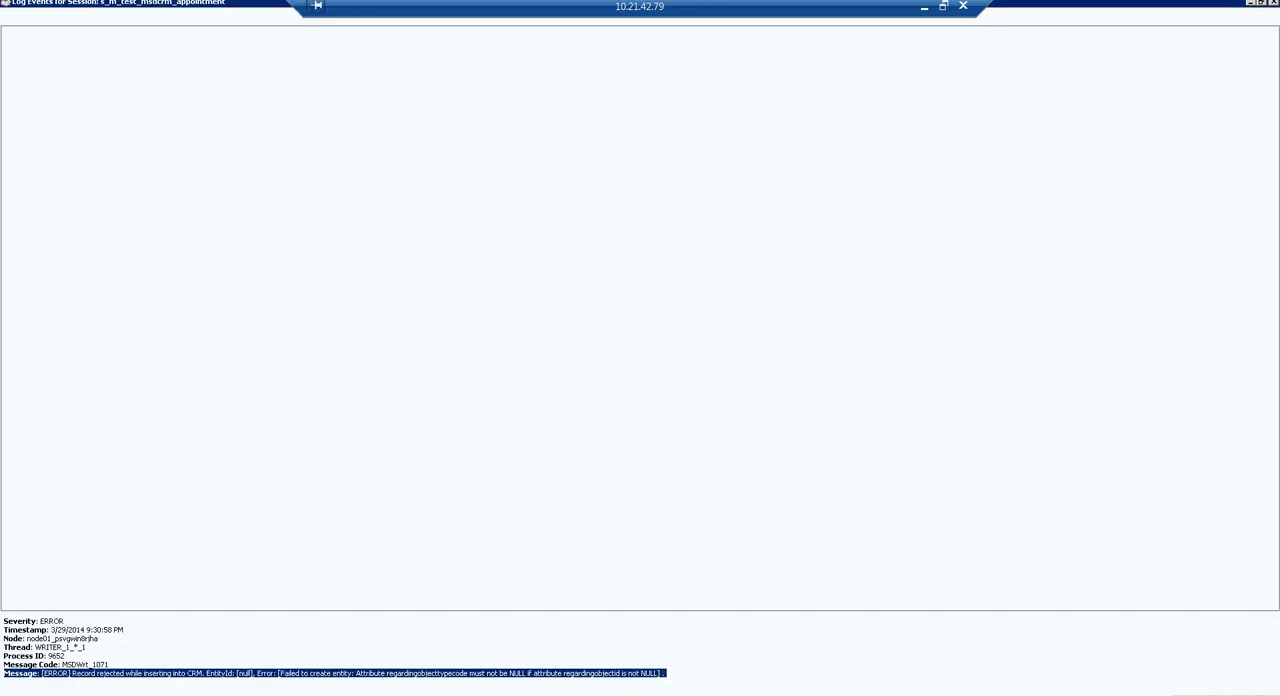 Log Events for Session: s_m_test_msdcrm_appointment
10.21.42.79
Severity: ERROR
Timestamp: 3/29/2014 9:30:58 PM
Node: node01_psvgwin8rjha
Thread: WRITER_1_*_1
Process ID: 9652
Message Code: MSDWrt_1071
Message: [ERROR] Record rejected while inserting into CRM. EntityId: [null], Error: [Failed to create entity: Attribute regardingobjecttypecode must not be NULL if attribute regardingobjectid is not NULL] .